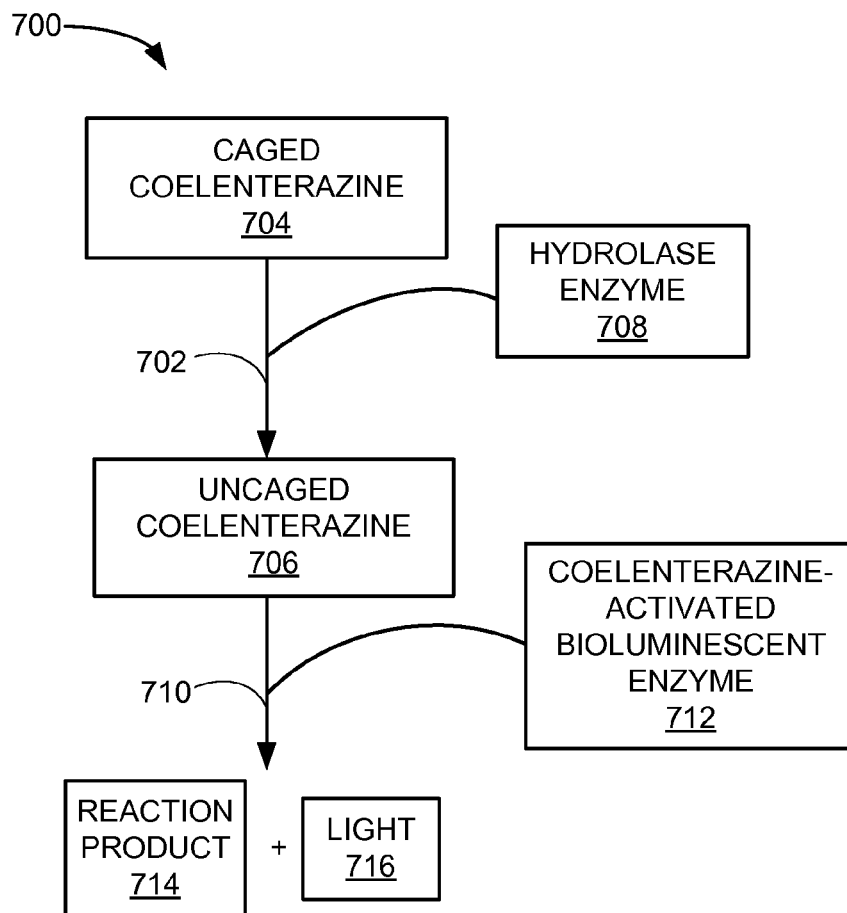 700
CAGED
COELENTERAZINE
704
HYDROLASE
ENZYME
708
702
UNCAGED
COELENTERAZINE
706
COELENTERAZINE-
ACTIVATED
BIOLUMINESCENT
ENZYME
712
710
REACTION
PRODUCT
714
+
LIGHT
716